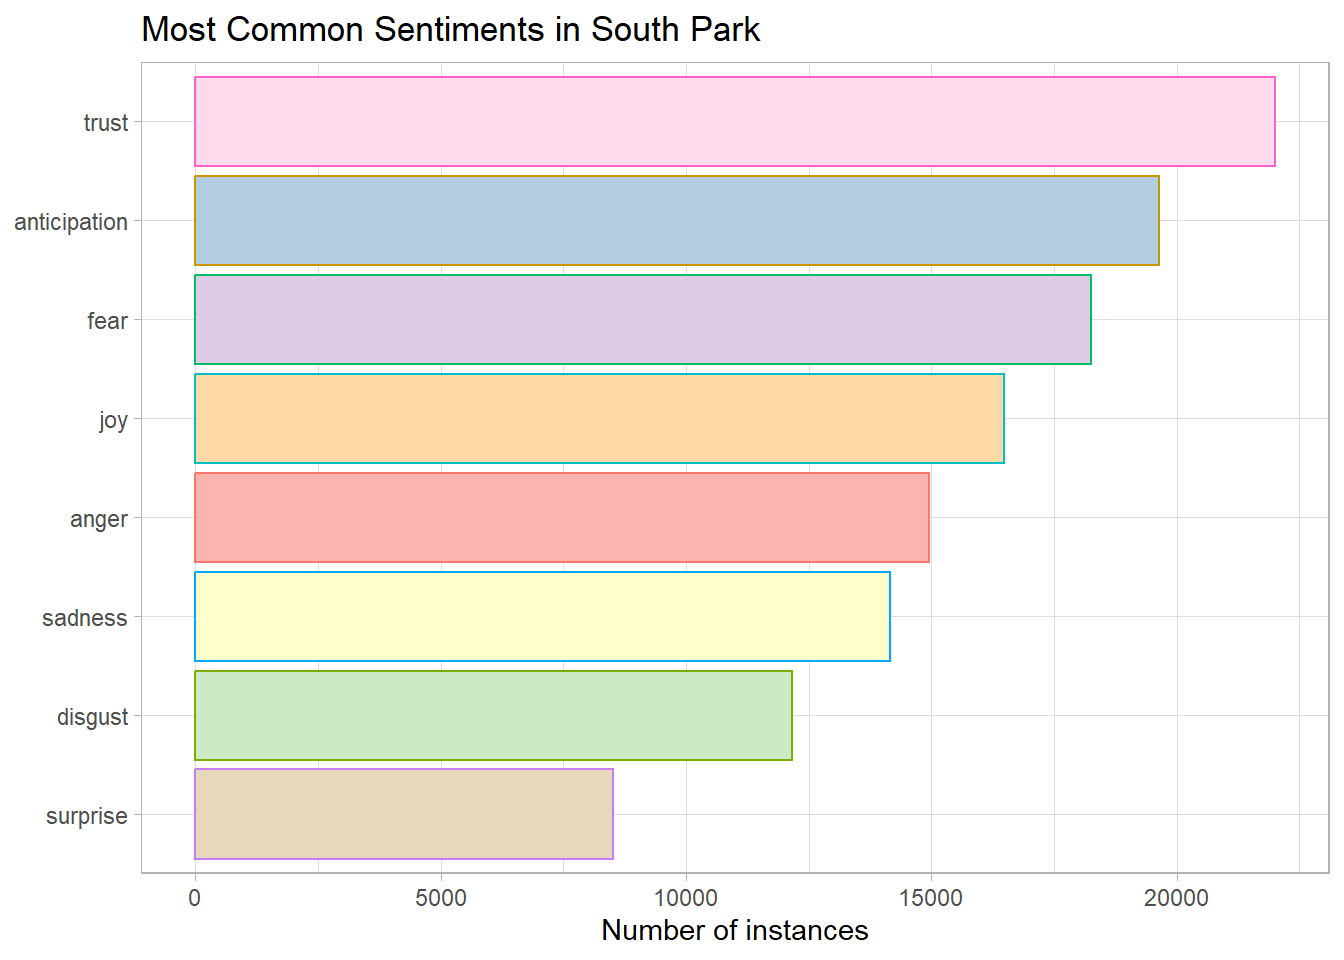 Most Common Sentiments in South Park
trust
anticipation
fear
joy
anger
sadness
disgust
surprise
0 5000 10000 15000 20000
Number of instances